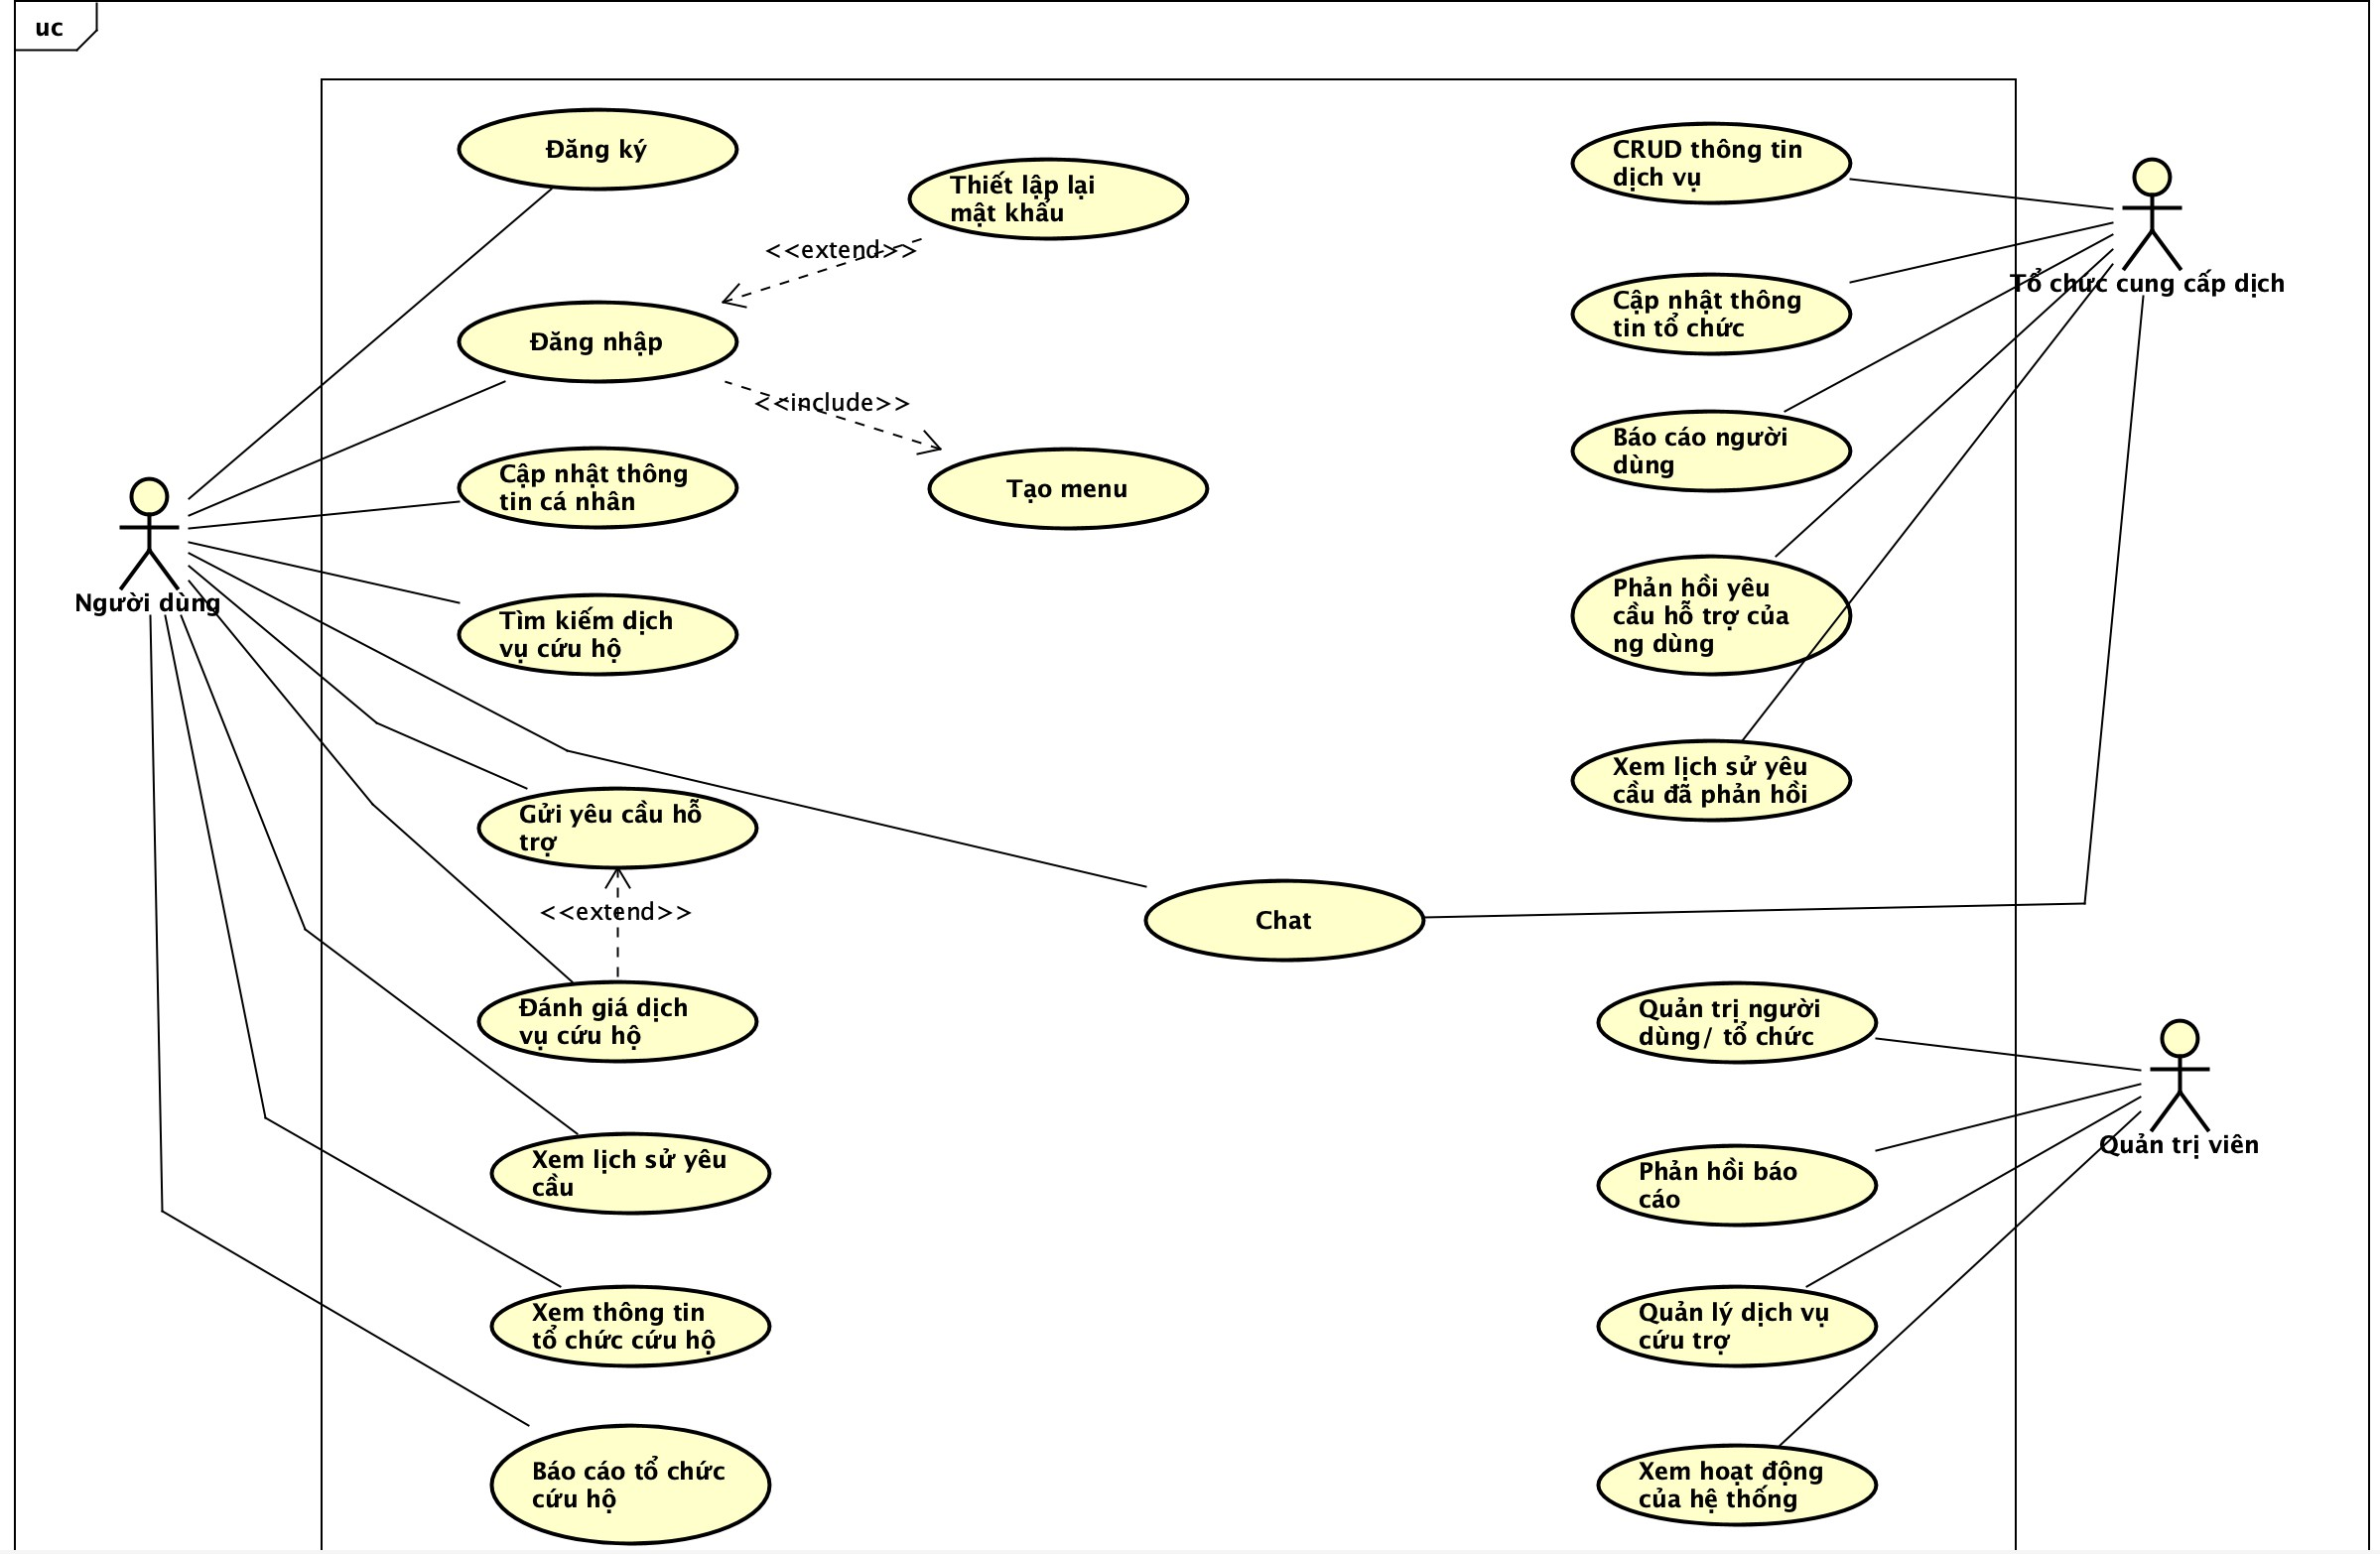 uc
Đăng ký
Thiết lập lại
mật khẩu
<<extend>>
Đăng nhập
<<include>>
Tạo menu
Cập nhật thông
tin cá nhân
Người dùng
Tìm kiếm dịch
vụ cứu hộ
Gửi yêu cầu hỗ
trợ
<<extend>>
Đánh giá dịch
vụ cứu hộ
Xem lịch sử yêu
cầu
Xem thông tin
tổ chức cứu hộ
Báo cáo tổ chức
cứu hộ
Chat
CRUD thông tin
dịch vụ
Tổ chức cung cấp dịch
Cập nhật thông
tin tổ chức
Báo cáo người
dùng
Phản hồi yêu
cầu hỗ trợ của
ng dùng
Xem lịch sử yêu
cầu đã phản hồi
Quản trị người
dùng/ tổ chức
Quản trị viên
Phản hồi báo
cáo
Quản lý dịch vụ
cứu trợ
Xem hoạt động
của hệ thống